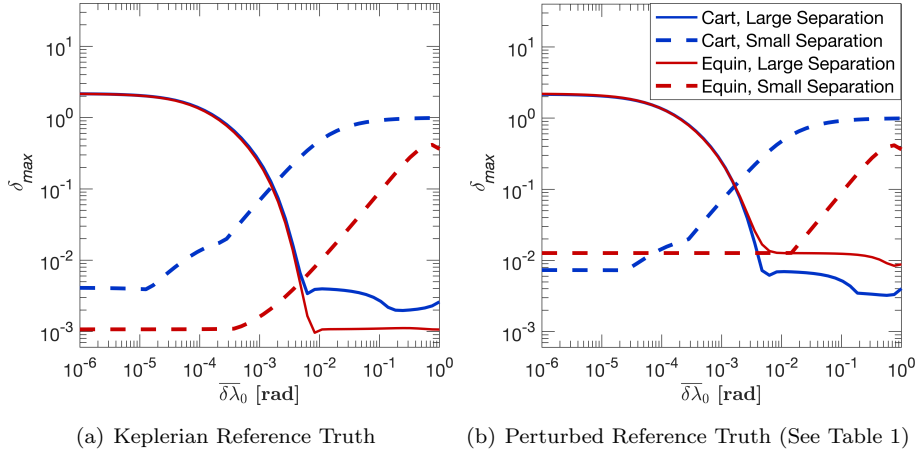 Cart, Large Separation
Cart, Small Separation
Equin, Large Separation
Equin, Small Separation
10^1
10^0
10^-1
10^-2
10^-3
δ_max
10^-6 10^-5 10^-4 10^-3 10^-2 10^-1 10^0
\overline{δλ}_0 [rad]
(a) Keplerian Reference Truth
10^1
10^0
10^-1
10^-2
10^-3
δ_max
10^-6 10^-5 10^-4 10^-3 10^-2 10^-1 10^0
\overline{δλ}_0 [rad]
(b) Perturbed Reference Truth (See Table 1)